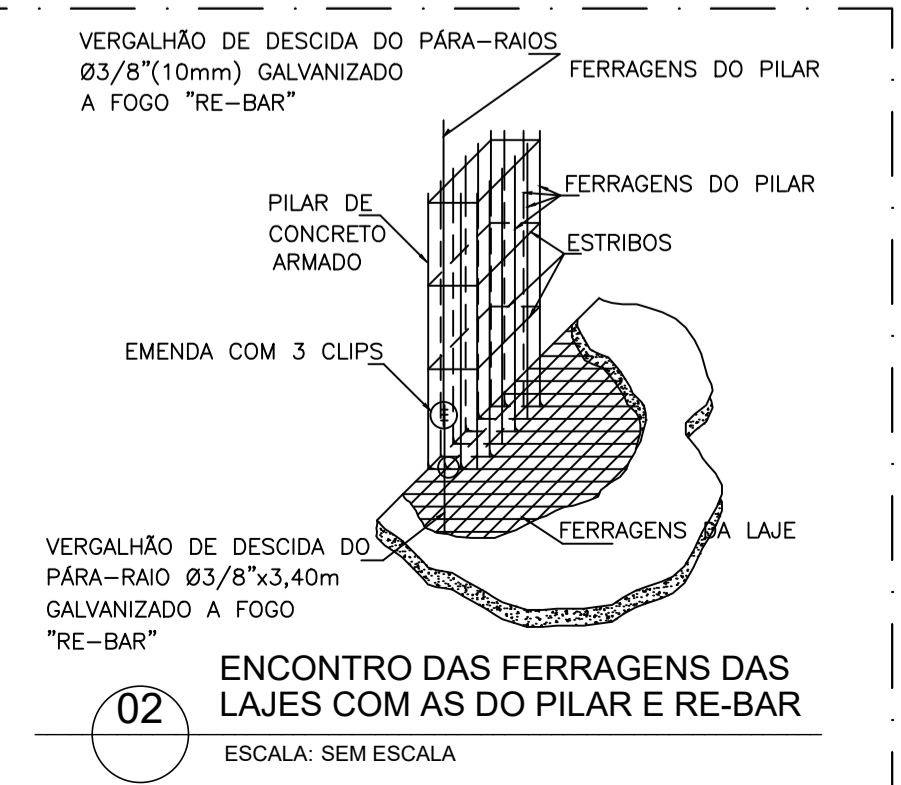 VERGALHÃO DE DESCIDA DO PÁRA-RAIOS
Ø3/8"(10mm) GALVANIZADO
A FOGO "RE-BAR"
FERRAGENS DO PILAR
FERRAGENS DO PILAR
PILAR DE
CONCRETO
ARMADO
ESTRIBOS
EMENDA COM 3 CLIPS
FERRAGENS DA LAJE
VERGALHÃO DE DESCIDA DO
PÁRA-RAIO Ø3/8"x3,40m
GALVANIZADO A FOGO
"RE-BAR"
02
ENCONTRO DAS FERRAGENS DAS
LAJES COM AS DO PILAR E RE-BAR
ESCALA: SEM ESCALA